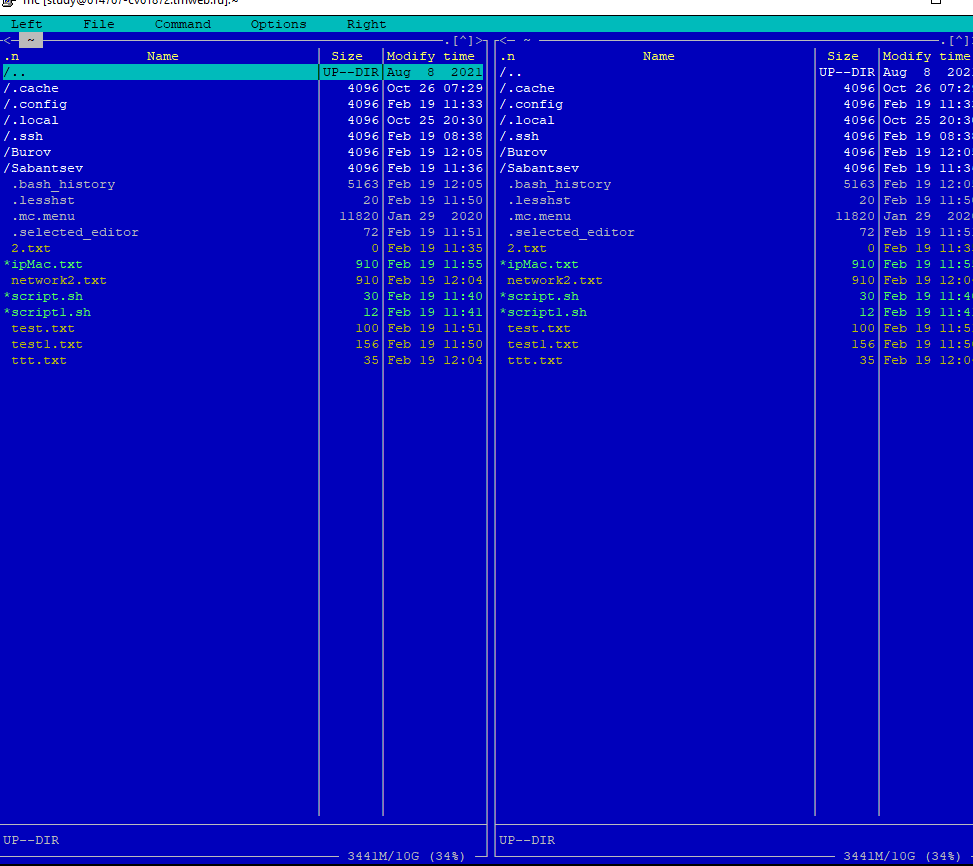 mc [study@614707-cv01872.tmweb.ru]:~
Left File Command Options Right
<─ ~ ─.[^]> <─ ~ ─.[^]
.n Name Size Modify time .n Name Size Modify time
/.. UP--DIR Aug 8 2021 /.. UP--DIR Aug 8 202
/.cache 4096 Oct 26 07:29 /.cache 4096 Oct 26 07:2
/.config 4096 Feb 19 11:33 /.config 4096 Feb 19 11:3
/.local 4096 Oct 25 20:30 /.local 4096 Oct 25 20:3
/.ssh 4096 Feb 19 08:38 /.ssh 4096 Feb 19 08:3
/Burov 4096 Feb 19 12:05 /Burov 4096 Feb 19 12:0
/Sabantsev 4096 Feb 19 11:36 /Sabantsev 4096 Feb 19 11:3
.bash_history 5163 Feb 19 12:05 .bash_history 5163 Feb 19 12:0
.lesshst 20 Feb 19 11:50 .lesshst 20 Feb 19 11:5
.mc.menu 11820 Jan 29 2020 .mc.menu 11820 Jan 29 202
.selected_editor 72 Feb 19 11:51 .selected_editor 72 Feb 19 11:5
2.txt 0 Feb 19 11:35 2.txt 0 Feb 19 11:3
*ipMac.txt 910 Feb 19 11:55 *ipMac.txt 910 Feb 19 11:5
network2.txt 910 Feb 19 12:04 network2.txt 910 Feb 19 12:0
*script.sh 30 Feb 19 11:40 *script.sh 30 Feb 19 11:4
*script1.sh 12 Feb 19 11:41 *script1.sh 12 Feb 19 11:4
test.txt 100 Feb 19 11:51 test.txt 100 Feb 19 11:5
test1.txt 156 Feb 19 11:50 test1.txt 156 Feb 19 11:5
ttt.txt 35 Feb 19 12:04 ttt.txt 35 Feb 19 12:0
UP--DIR UP--DIR
3441M/10G (34%) 3441M/10G (34%)